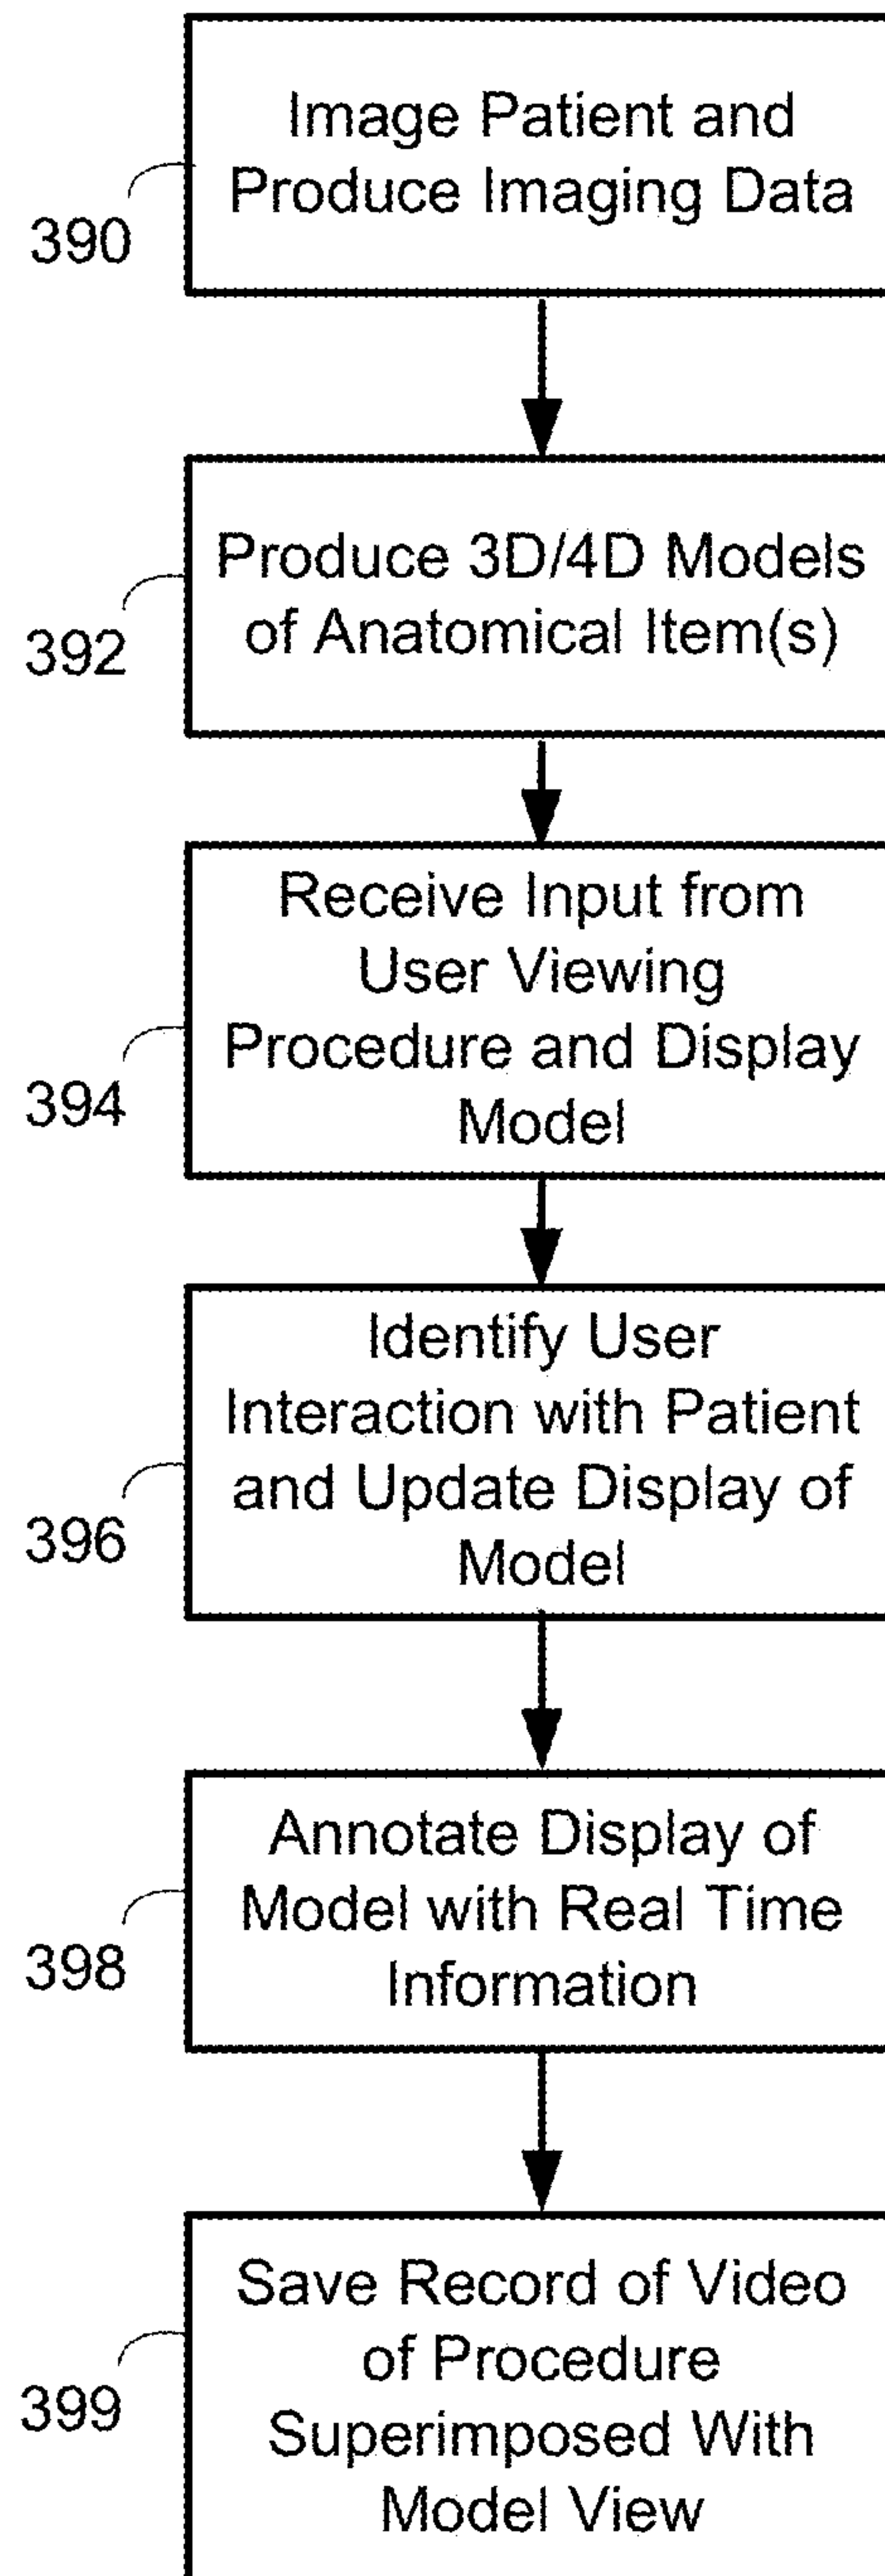 Image Patient and
Produce Imaging Data
390
Produce 3D/4D Models
of Anatomical Item(s)
392
Receive Input from
User Viewing
Procedure and Display
Model
394
Identify User
Interaction with Patient
and Update Display of
Model
396
Annotate Display of
Model with Real Time
Information
398
Save Record of Video
of Procedure
Superimposed With
Model View
399